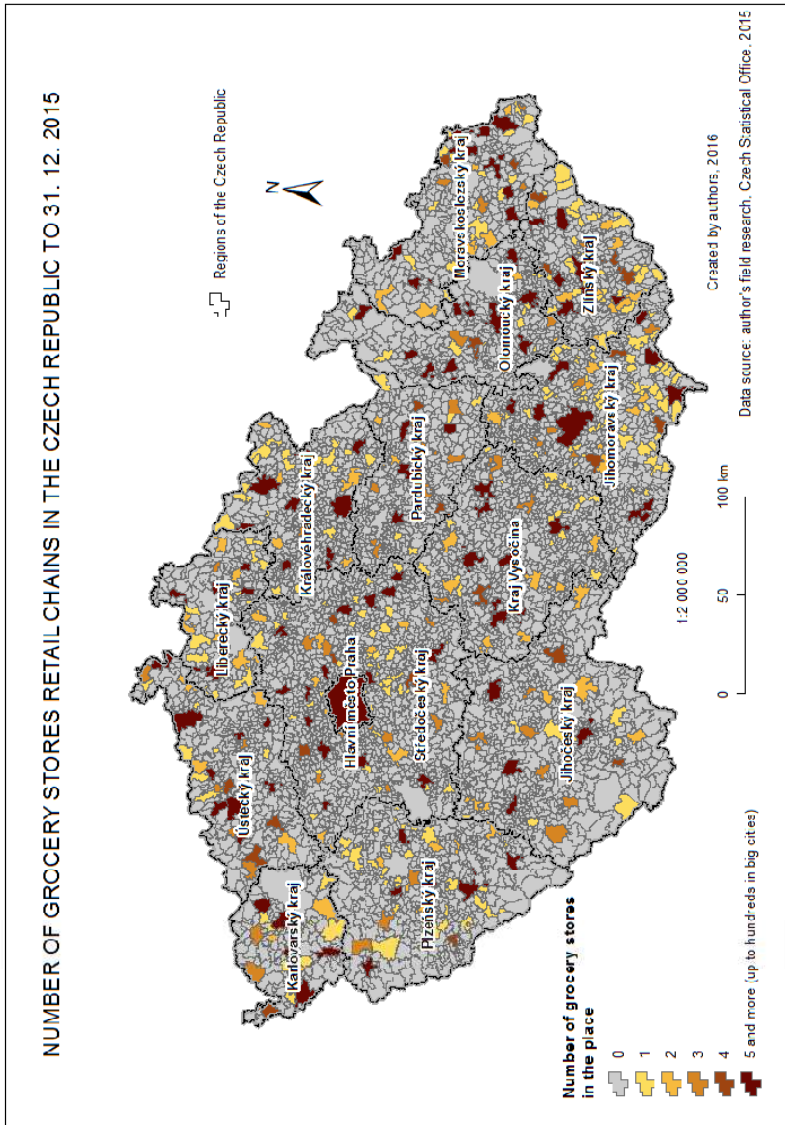 NUMBER OF GROCERY STORES RETAIL CHAINS IN THE CZECH REPUBLIC TO 31. 12. 2015
Regions of the Czech Republic
N
Liberecký kraj
Ústecký kraj
Královéhradecký kraj
Karlovarský kraj
Hlavní město Praha
Pardubický kraj
Moravskoslezský kraj
Olomoucký kraj
Středočeský kraj
Plzeňský kraj
Kraj Vysočina
Zlínský kraj
Jihočeský kraj
Jihomoravský kraj
Number of grocery stores
in the place
0
1
2
3
4
5 and more (up to hundreds in big cities)
1:2 000 000
0 50 100 km
Created by authors, 2016
Data source: author's field research, Czech Statistical Office, 2015